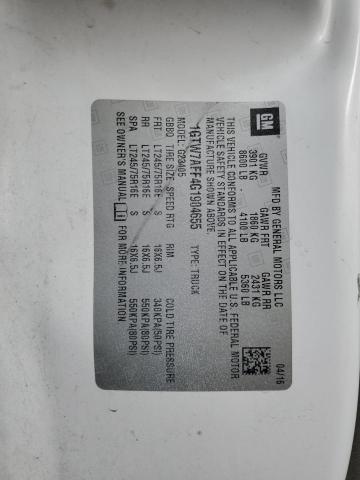 GM
MFD BY GENERAL MOTORS LLC 04/16
GVWR GAWR FRT GAWR RR
3901 KG 1860 KG 2431 KG
8600 LB 4100 LB 5360 LB
THIS VEHICLE CONFORMS TO ALL APPLICABLE U.S. FEDERAL MOTOR
VEHICLE SAFETY STANDARDS IN EFFECT ON THE DATE OF
MANUFACTURE SHOWN ABOVE.
TYPE: TRUCK
MODEL: G29405
TIRE SIZE SPEED RTG RIM COLD TIRE PRESSURE
FRT LT245/75R16E S 16X6.5J 340KPA(50PSI)
RR LT245/75R16E S 16X6.5J 550KPA(80PSI)
SPA LT245/75R16E S 16X6.5J 550KPA(80PSI)
SEE OWNER'S MANUAL FOR MORE INFORMATION